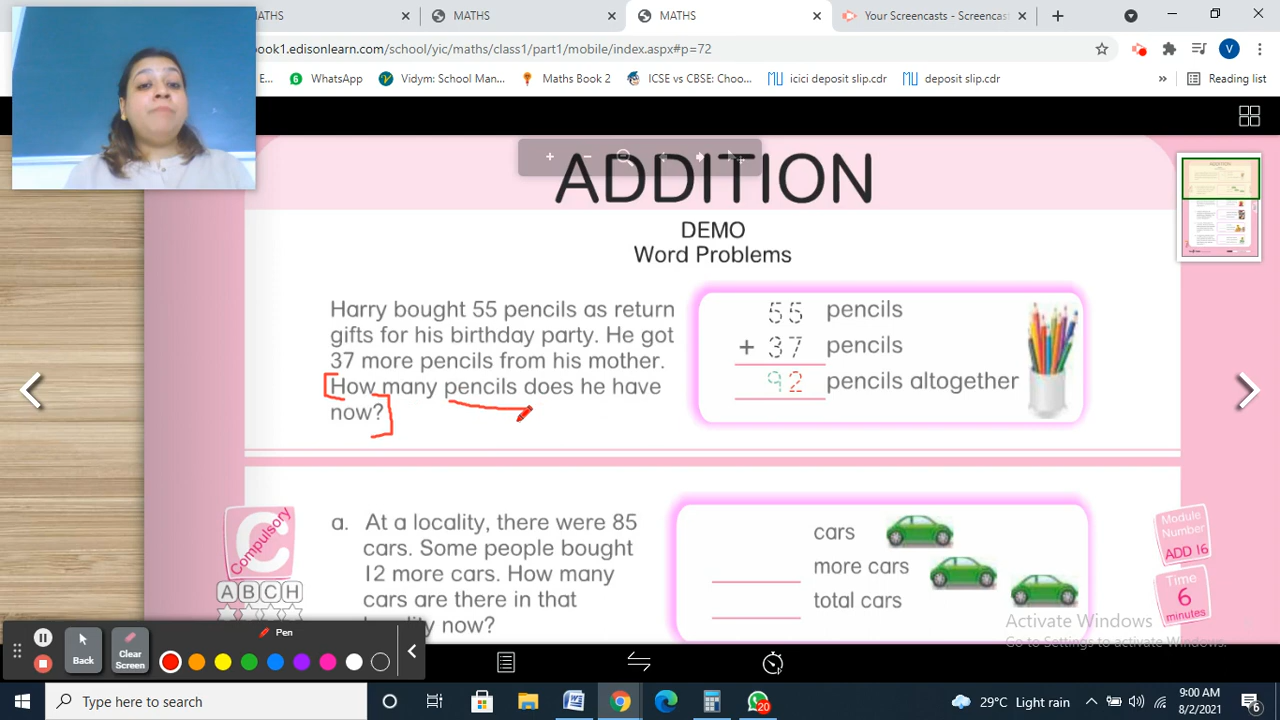 MATHS
MATHS
Your Screencasts - Screencas
V
book1.edisonlearn.com/school/yic/maths/class1/part1/mobile/index.aspx#p=72
E...
WhatsApp
Vidym: School Man...
Maths Book 2
ICSE vs CBSE: Choo...
icici deposit slip.cdr
deposit slip.cdr
»
Reading list
ADDITION
DEMO
Word Problems
Harry bought 55 pencils as return
gifts for his birthday party. He got
37 more pencils from his mother.
How many pencils does he have
now?
55 pencils
+ 37 pencils
92 pencils altogether
Compulsory
C
A B C H
a. At a locality, there were 85
cars. Some people bought
12 more cars. How many
cars are there in that
now?
cars
more cars
total cars
Module
Number
ADD 16
Time
6
minutes
Activate Windows
Go to Settings to activate Windows.
Pen
Back
Clear
Screen
Type here to search
20
29°C Light rain
9:00 AM
8/2/2021
6